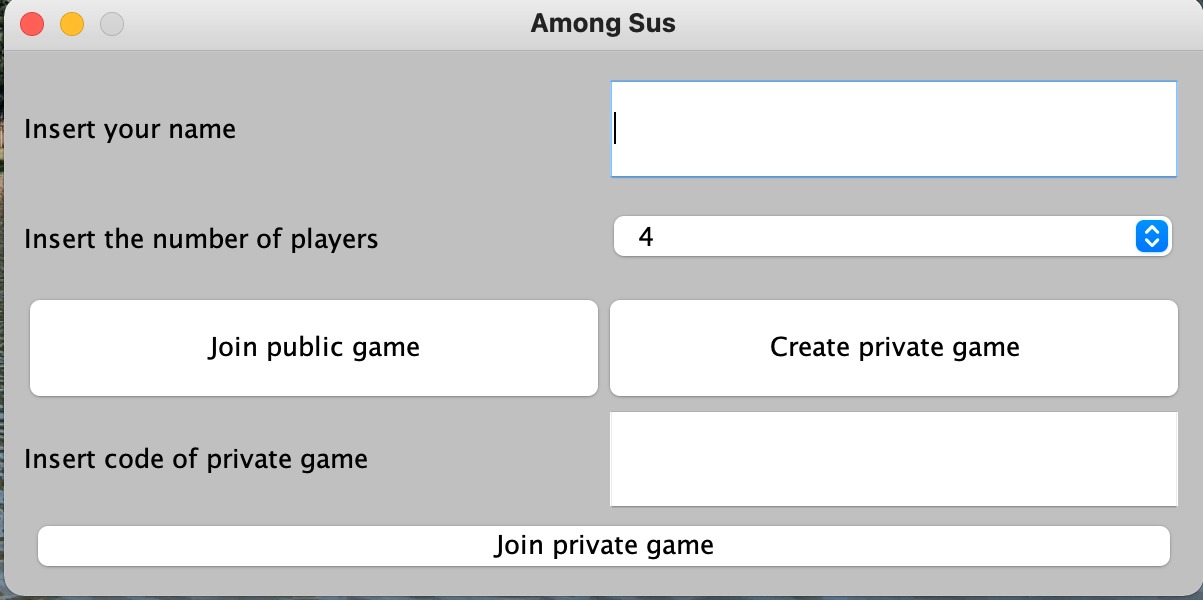 Among Sus
Insert your name
Insert the number of players
4
Join public game
Create private game
Insert code of private game
Join private game